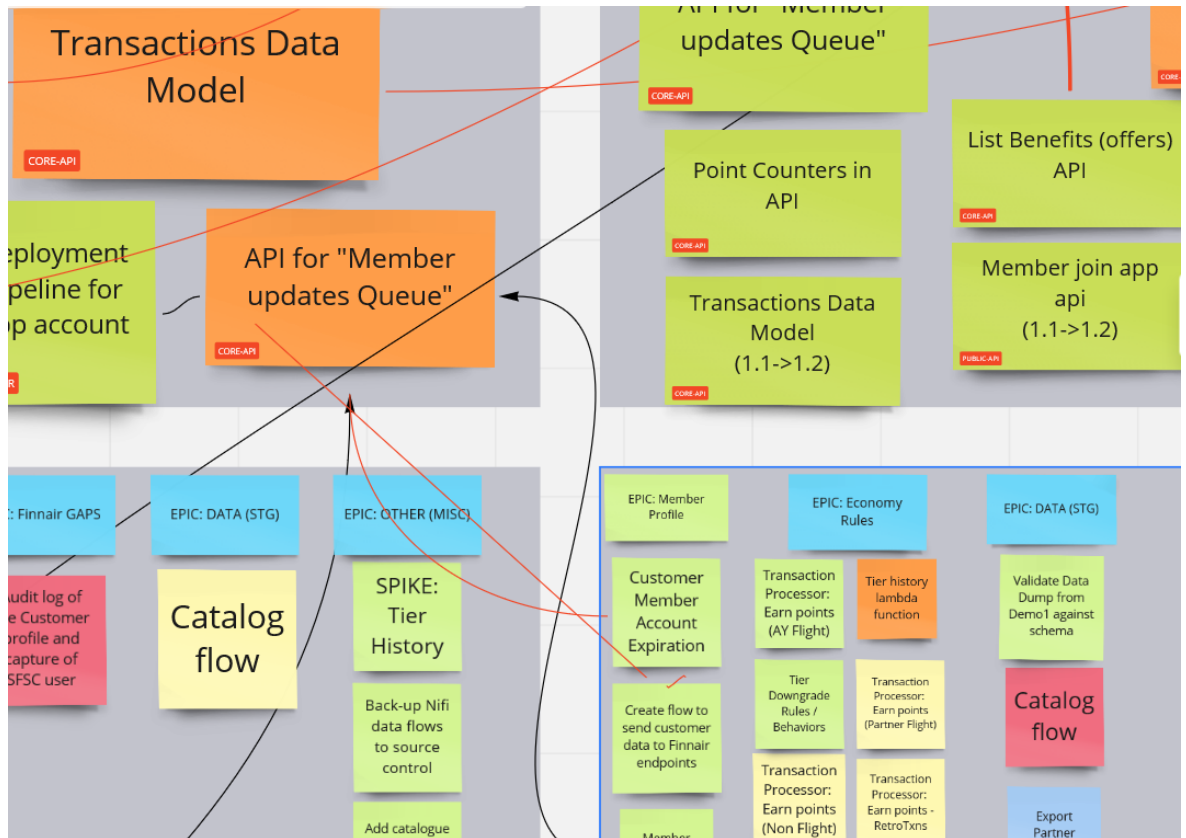 Transactions Data
Model
CORE-API
updates Queue"
CORE-API
Point Counters in
API
CORE-API
Transactions Data
Model
(1.1->1.2)
CORE-API
List Benefits (offers)
API
CORE-API
Member join app
api
(1.1->1.2)
PUBLIC-API
for
account
API for "Member
updates Queue"
CORE-API
Finnair GAPS
EPIC: DATA (STG)
EPIC: OTHER (MISC)
Audit log of
Customer
profile and
capture of
SFSC user
Catalog
flow
SPIKE:
Tier
History
Back-up Nifi
data flows
to source
control
Add catalogue
EPIC: Member
Profile
EPIC: Economy
Rules
EPIC: DATA (STG)
Customer
Member
Account
Expiration
Create flow to
send customer
data to Finnair
endpoints
Member
Transaction
Processor:
Earn points
(AY Flight)
Tier history
lambda
function
Tier
Downgrade
Rules /
Behaviors
Transaction
Processor:
Earn points
(Partner Flight)
Transaction
Processor:
Earn points
(Non Flight)
Transaction
Processor:
Earn points -
RetroTxns
Validate Data
Dump from
Demo1 against
schema
Catalog
flow
Export
Partner